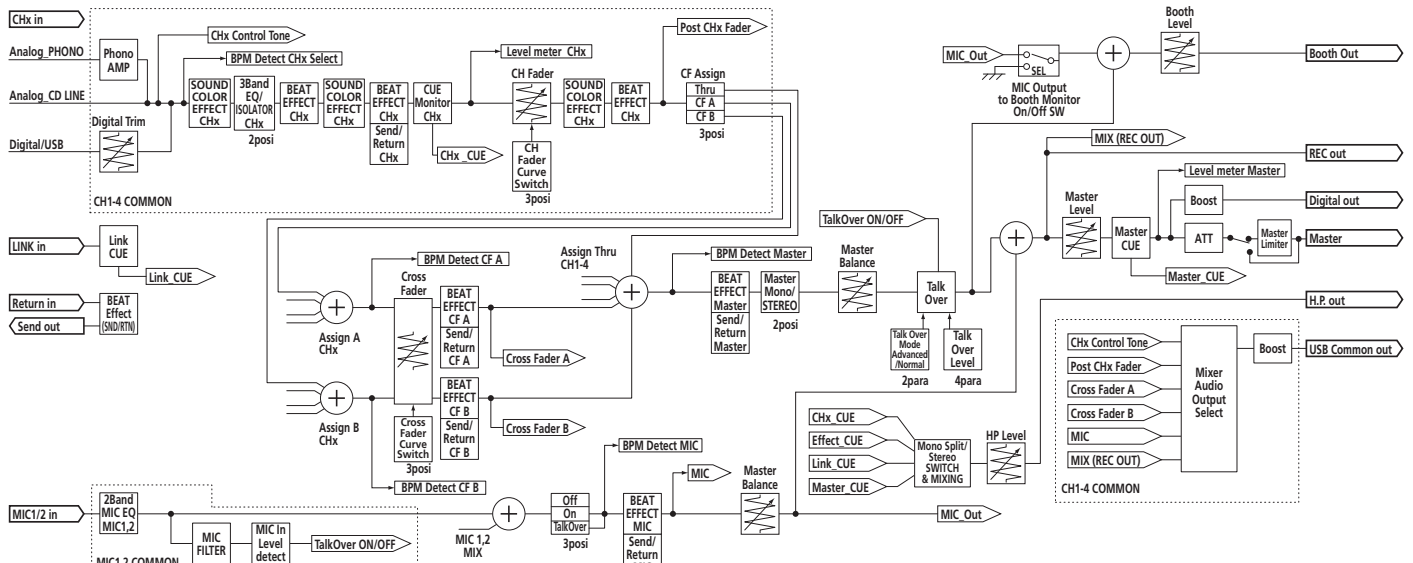 CHx in
Analog_PHONO
Phono
AMP
Analog_CD LINE
Digital Trim
Digital/USB
CHx Control Tone
BPM Detect CHx Select
SOUND
COLOR
EFFECT
CHx
3Band
EQ/
ISOLATOR
CHx
2posi
BEAT
EFFECT
CHx
SOUND
COLOR
EFFECT
CHx
BEAT
EFFECT
CHx
Send/
Return
CHx
CUE
Monitor
CHx
CHx _CUE
Level meter CHx
CH Fader
CH
Fader
Curve
Switch
3posi
SOUND
COLOR
EFFECT
CHx
BEAT
EFFECT
CHx
Post CHx Fader
CF Assign
Thru
CF A
CF B
3posi
CH1-4 COMMON
MIC_Out
SEL
MIC Output
to Booth Monitor
On/Off SW
Booth
Level
Booth Out
LINK in
Link
CUE
Link_CUE
Return in
Send out
BEAT
Effect
(SND/RTN)
Assign A
CHx
BPM Detect CF A
Cross
Fader
BEAT
EFFECT
CF A
Send/
Return
CF A
Cross Fader A
Assign B
CHx
Cross
Fader
Curve
Switch
3posi
BEAT
EFFECT
CF B
Send/
Return
CF B
Cross Fader B
BPM Detect CF B
Assign Thru
CH1-4
BPM Detect Master
BEAT
EFFECT
Master
Send/
Return
Master
Master
Mono/
STEREO
2posi
Master
Balance
TalkOver ON/OFF
Talk
Over
Talk Over
Mode
Advanced
/Normal
2para
Talk
Over
Level
4para
MIX (REC OUT)
REC out
Master
Level
Master
CUE
Master_CUE
Level meter Master
Boost
Digital out
ATT
Master
Limiter
Master
H.P. out
CHx_CUE
Effect_CUE
Link_CUE
Master_CUE
Mono Split/
Stereo
SWITCH
& MIXING
HP Level
CHx Control Tone
Post CHx Fader
Cross Fader A
Cross Fader B
MIC
MIX (REC OUT)
Mixer
Audio
Output
Select
Boost
USB Common out
CH1-4 COMMON
MIC1/2 in
2Band
MIC EQ
MIC1,2
MIC
FILTER
MIC in
Level
detect
TalkOver ON/OFF
MIC1,2 COMMON
MIC 1,2
MIX
Off
On
TalkOver
3posi
BPM Detect MIC
BEAT
EFFECT
MIC
Send/
Return
MIC
Master
Balance
MIC_Out